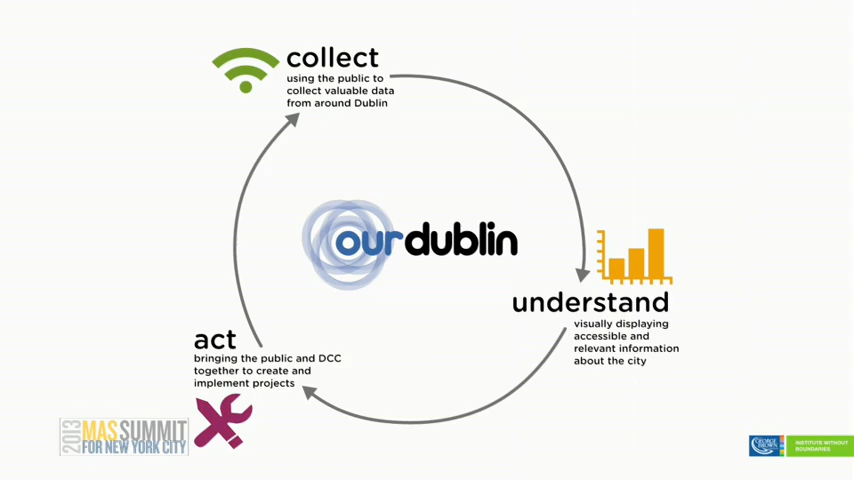 collect
using the public to
collect valuable data
from around Dublin
ourdublin
understand
visually displaying
accessible and
relevant information
about the city
act
bringing the public and DCC
together to create and
implement projects
2013
MAS SUMMIT
FOR NEW YORK CITY
GEORGE
BROWN
INSTITUTE WITHOUT
BOUNDARIES